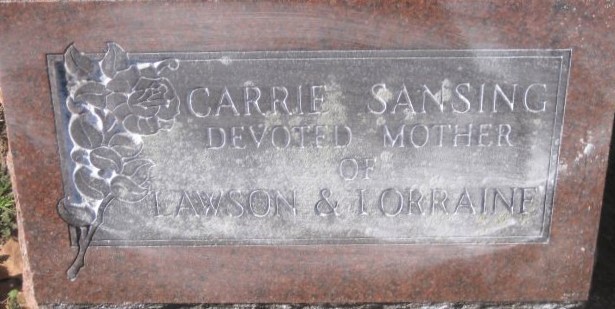 CARRIE SANSING
DEVOTED MOTHER
OF
LAWSON & LORRAINE